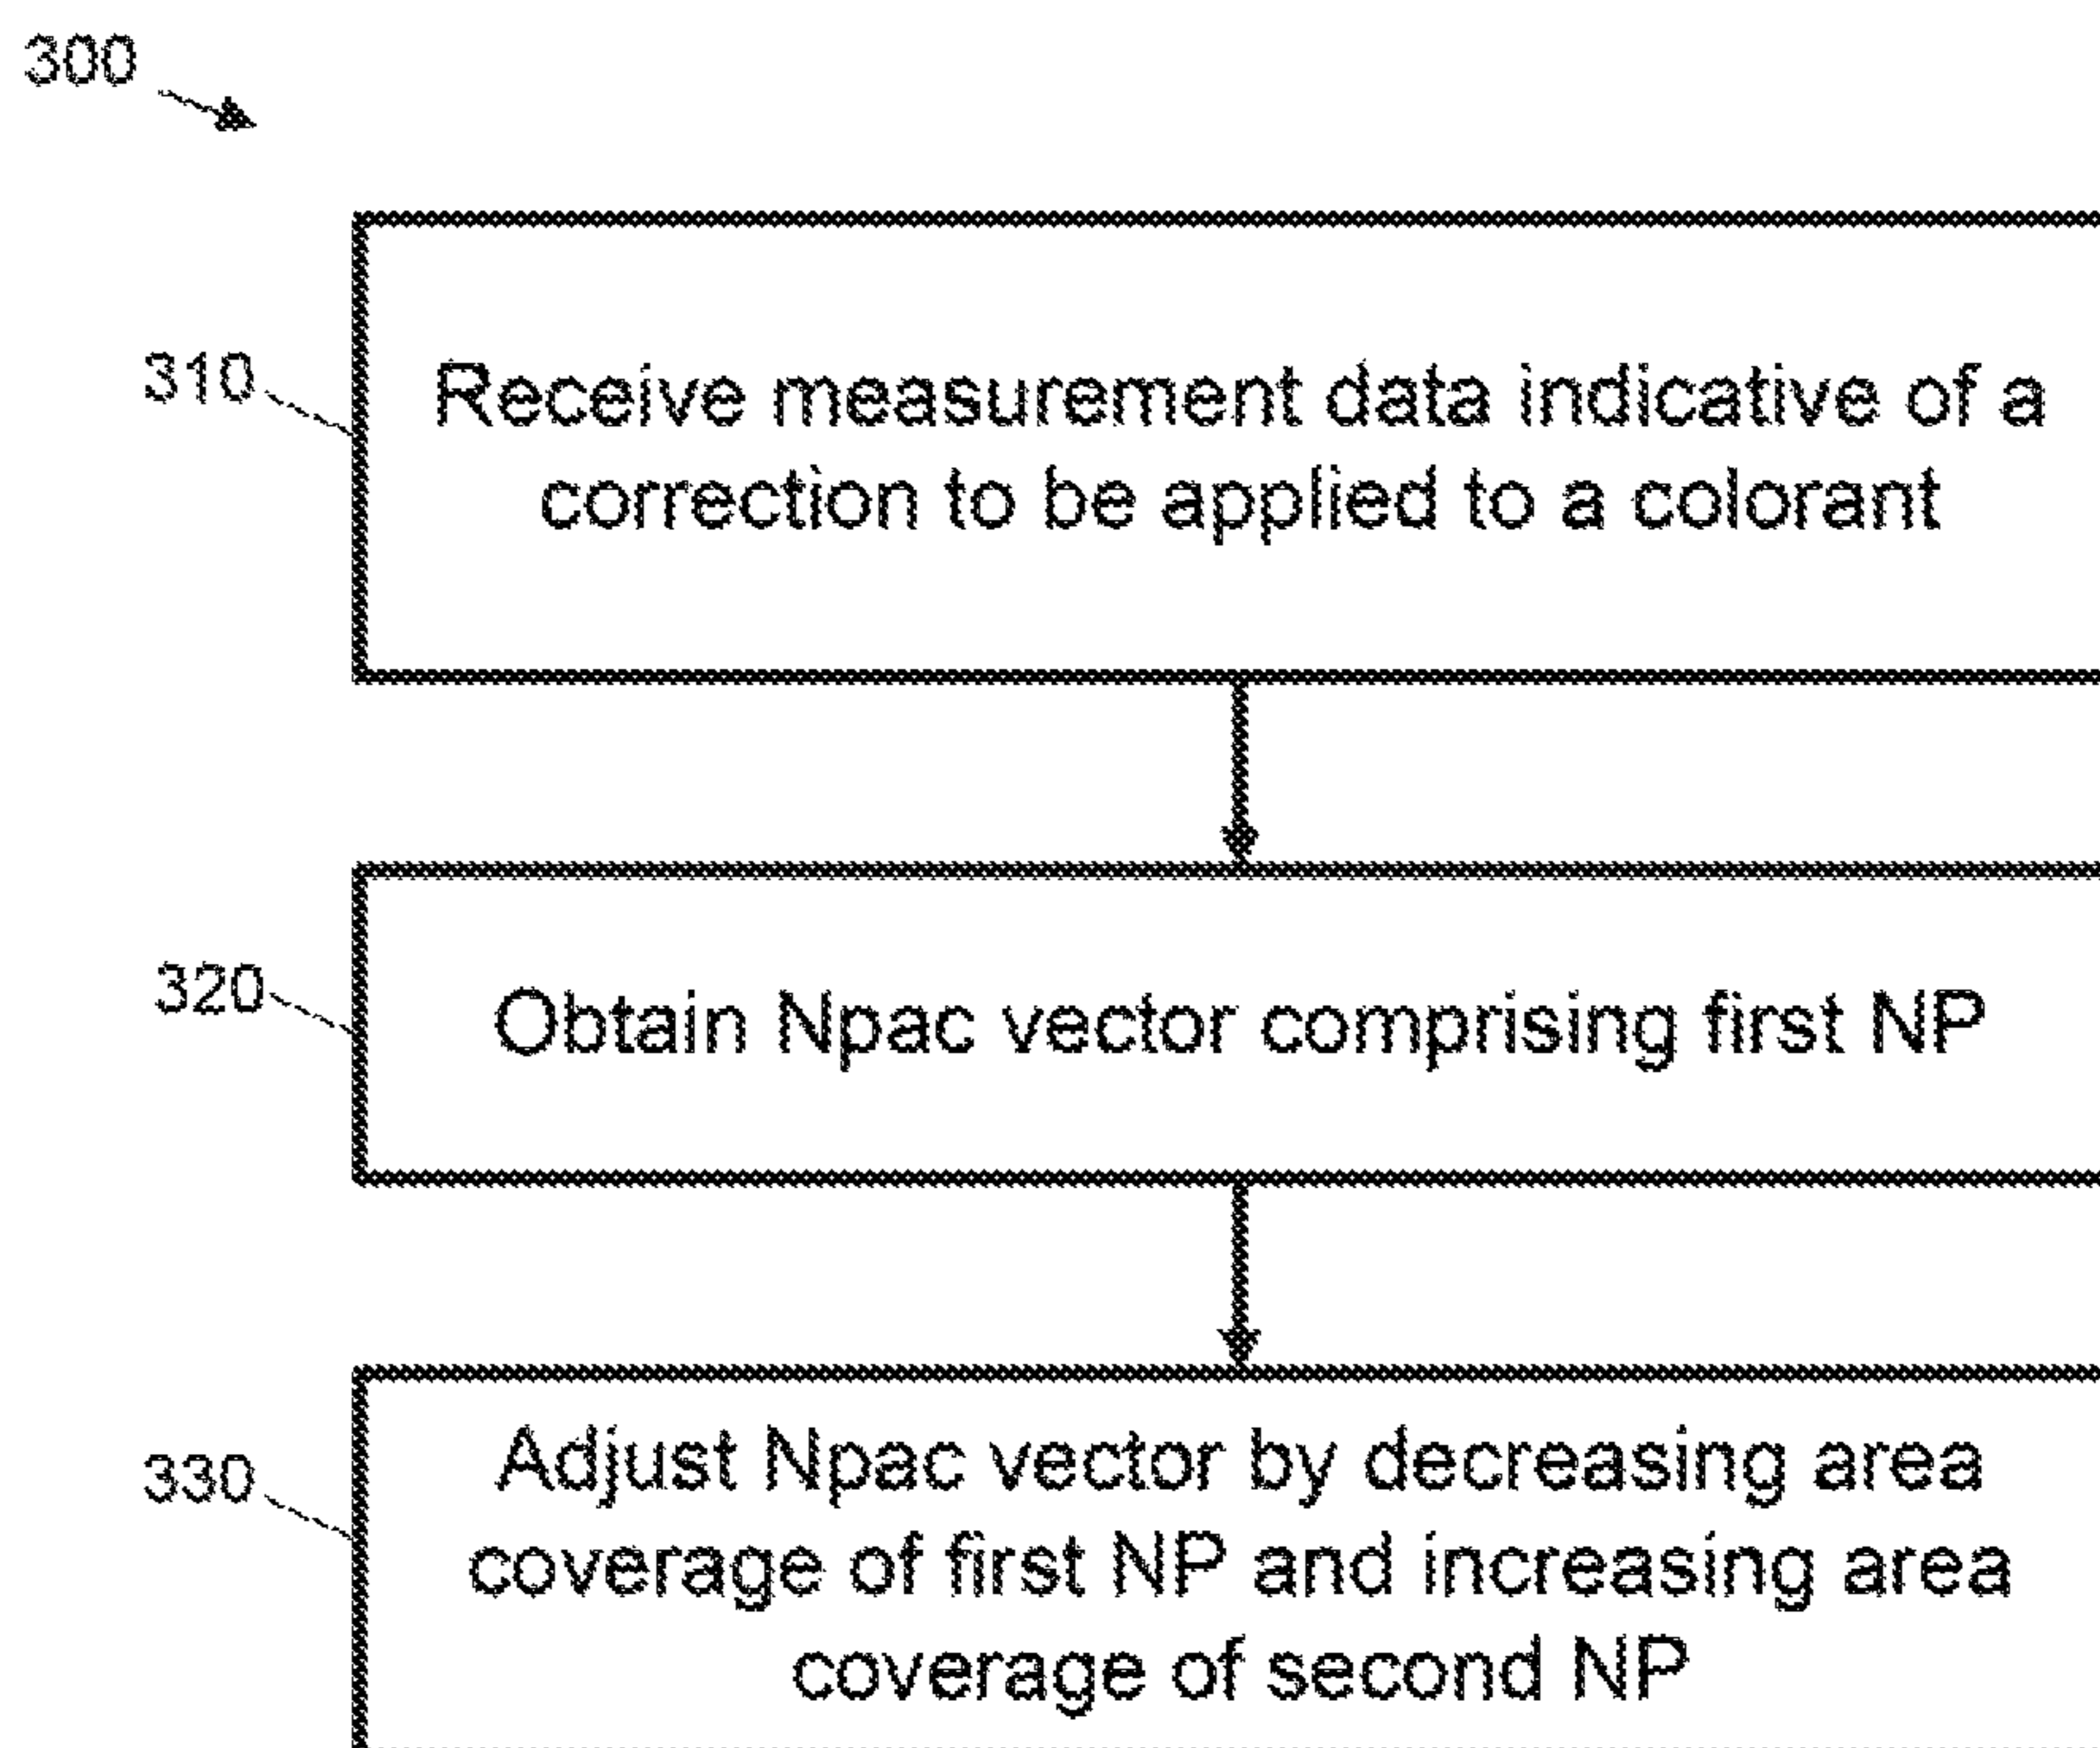 300
310
Receive measurement data indicative of a
correction to be applied to a colorant
320
Obtain Npac vector comprising first NP
330
Adjust Npac vector by decreasing area
coverage of first NP and increasing area
coverage of second NP